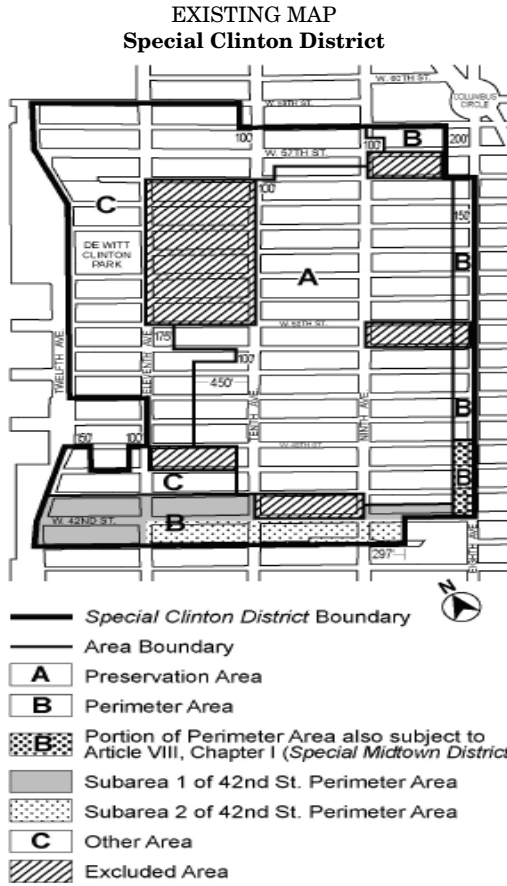 EXISTING MAP
Special Clinton District
W. 60TH ST.
COLUMBUS
CIRCLE
W. 59TH ST.
100'
B
200'
100'
W. 57TH ST.
100'
C
150'
DE WITT
CLINTON
PARK
A
B
W. 50TH ST.
175'
100'
TWELFTH AVE
ELEVENTH AVE
450'
TENTH AVE
NINTH AVE
B
150'
100'
W. 45TH ST.
C
B
W. 42ND ST.
B
297'
EIGHTH AVE
N
Special Clinton District Boundary
Area Boundary
A Preservation Area
B Perimeter Area
B Portion of Perimeter Area also subject to
Article VIII, Chapter I (Special Midtown District
Subarea 1 of 42nd St. Perimeter Area
Subarea 2 of 42nd St. Perimeter Area
C Other Area
Excluded Area